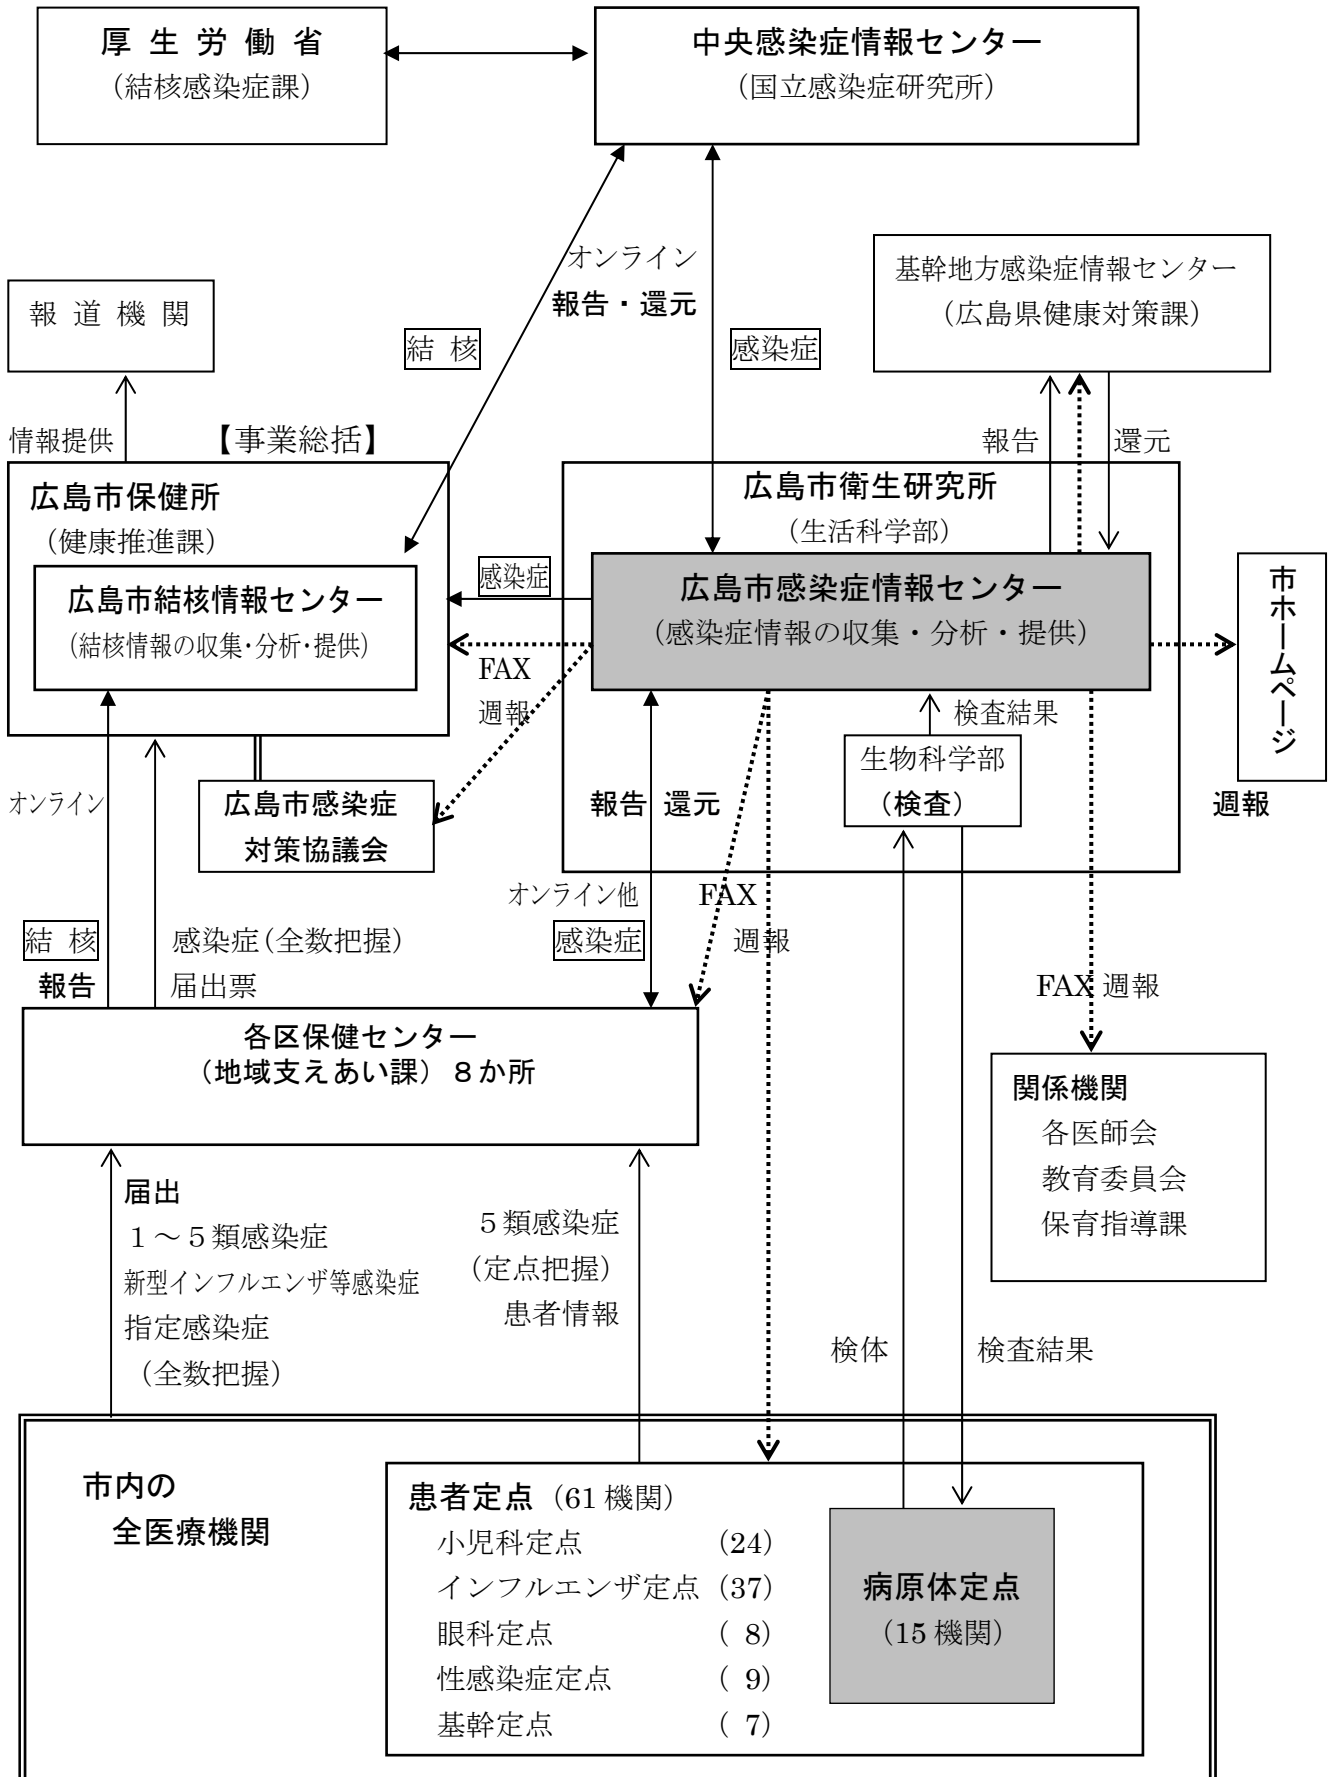 厚 生 労 働 省
（結核感染症課）
中央感染症情報センター
（国立感染症研究所）
オンライン
報告・還元
結 核
感染症
基幹地方感染症情報センター
（広島県健康対策課）
報 道 機 関
情報提供
【事業総括】
報告
還元
広島市保健所
（健康推進課）
広島市結核情報センター
（結核情報の収集・分析・提供）
広島市衛生研究所
（生活科学部）
感染症
広島市感染症情報センター
（感染症情報の収集・分析・提供）
FAX
週報
市ホームページ
週報
検査結果
生物科学部
（検査）
オンライン
広島市感染症
対策協議会
報告 還元
オンライン他
感染症
FAX
週報
結 核
報告
感染症（全数把握）
届出票
FAX 週報
各区保健センター
（地域支えあい課）８か所
関係機関
各医師会
教育委員会
保育指導課
届出
１～５類感染症
新型インフルエンザ等感染症
指定感染症
（全数把握）
５類感染症
（定点把握）
患者情報
検体
検査結果
市内の
全医療機関
患者定点（61 機関）
小児科定点 （24）
インフルエンザ定点（37）
眼科定点 （ 8）
性感染症定点 （ 9）
基幹定点 （ 7）
病原体定点
（15 機関）